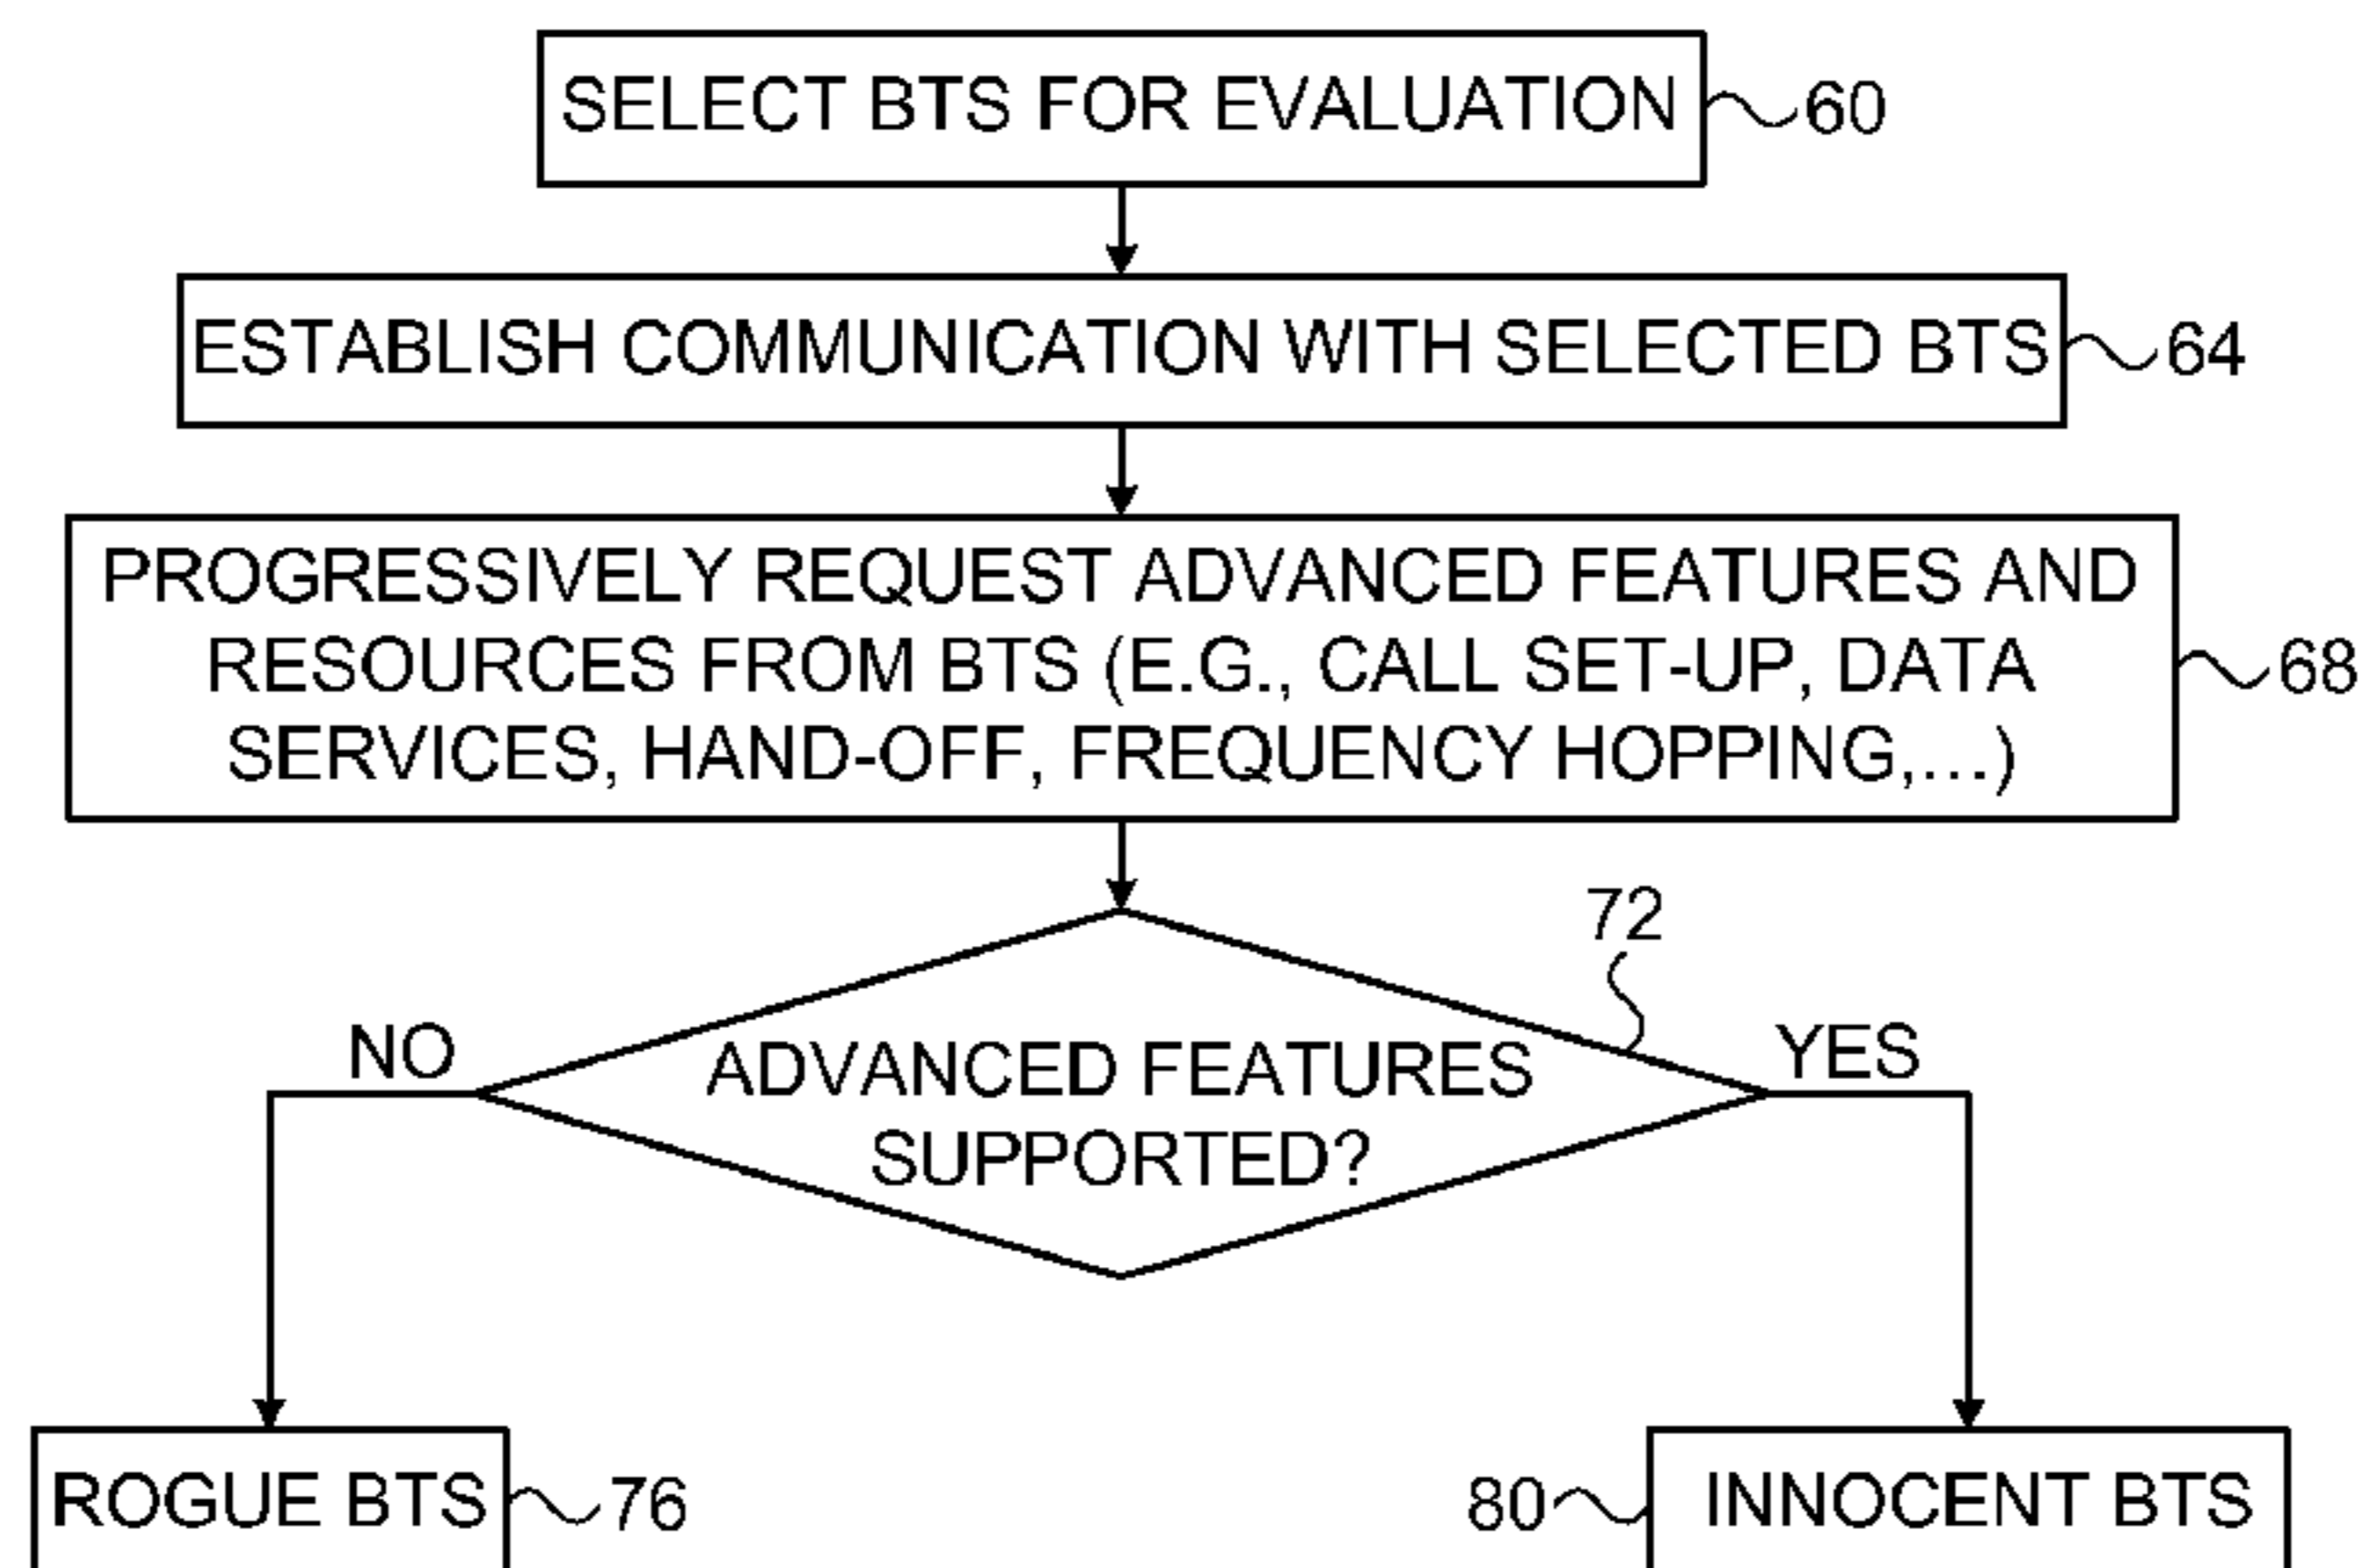 SELECT BTS FOR EVALUATION
60
ESTABLISH COMMUNICATION WITH SELECTED BTS
64
PROGRESSIVELY REQUEST ADVANCED FEATURES AND
RESOURCES FROM BTS (E.G., CALL SET-UP, DATA
SERVICES, HAND-OFF, FREQUENCY HOPPING,...)
68
72
NO
YES
ADVANCED FEATURES
SUPPORTED?
ROGUE BTS
76
80
INNOCENT BTS